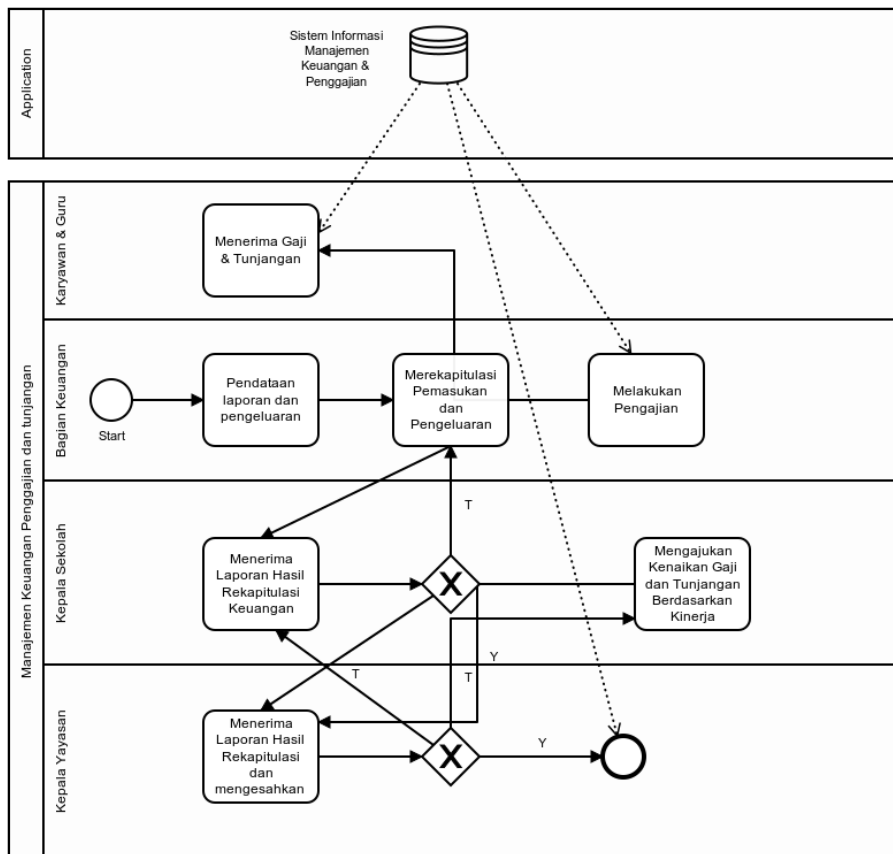 Application
Sistem Informasi
Manajemen
Keuangan &
Penggajian
Manajemen Keuangan Penggajian dan tunjangan
Karyawan & Guru
Menerima Gaji
& Tunjangan
Bagian Keuangan
Start
Pendataan
laporan dan
pengeluaran
Merekapitulasi
Pemasukan
dan
Pengeluaran
Melakukan
Pengajian
Kepala Sekolah
Menerima
Laporan Hasil
Rekapitulasi
Keuangan
X
T
Mengajukan
Kenaikan Gaji
dan Tunjangan
Berdasarkan
Kinerja
Y
T
T
Kepala Yayasan
Menerima
Laporan Hasil
Rekapitulasi
dan
mengesahkan
X
Y